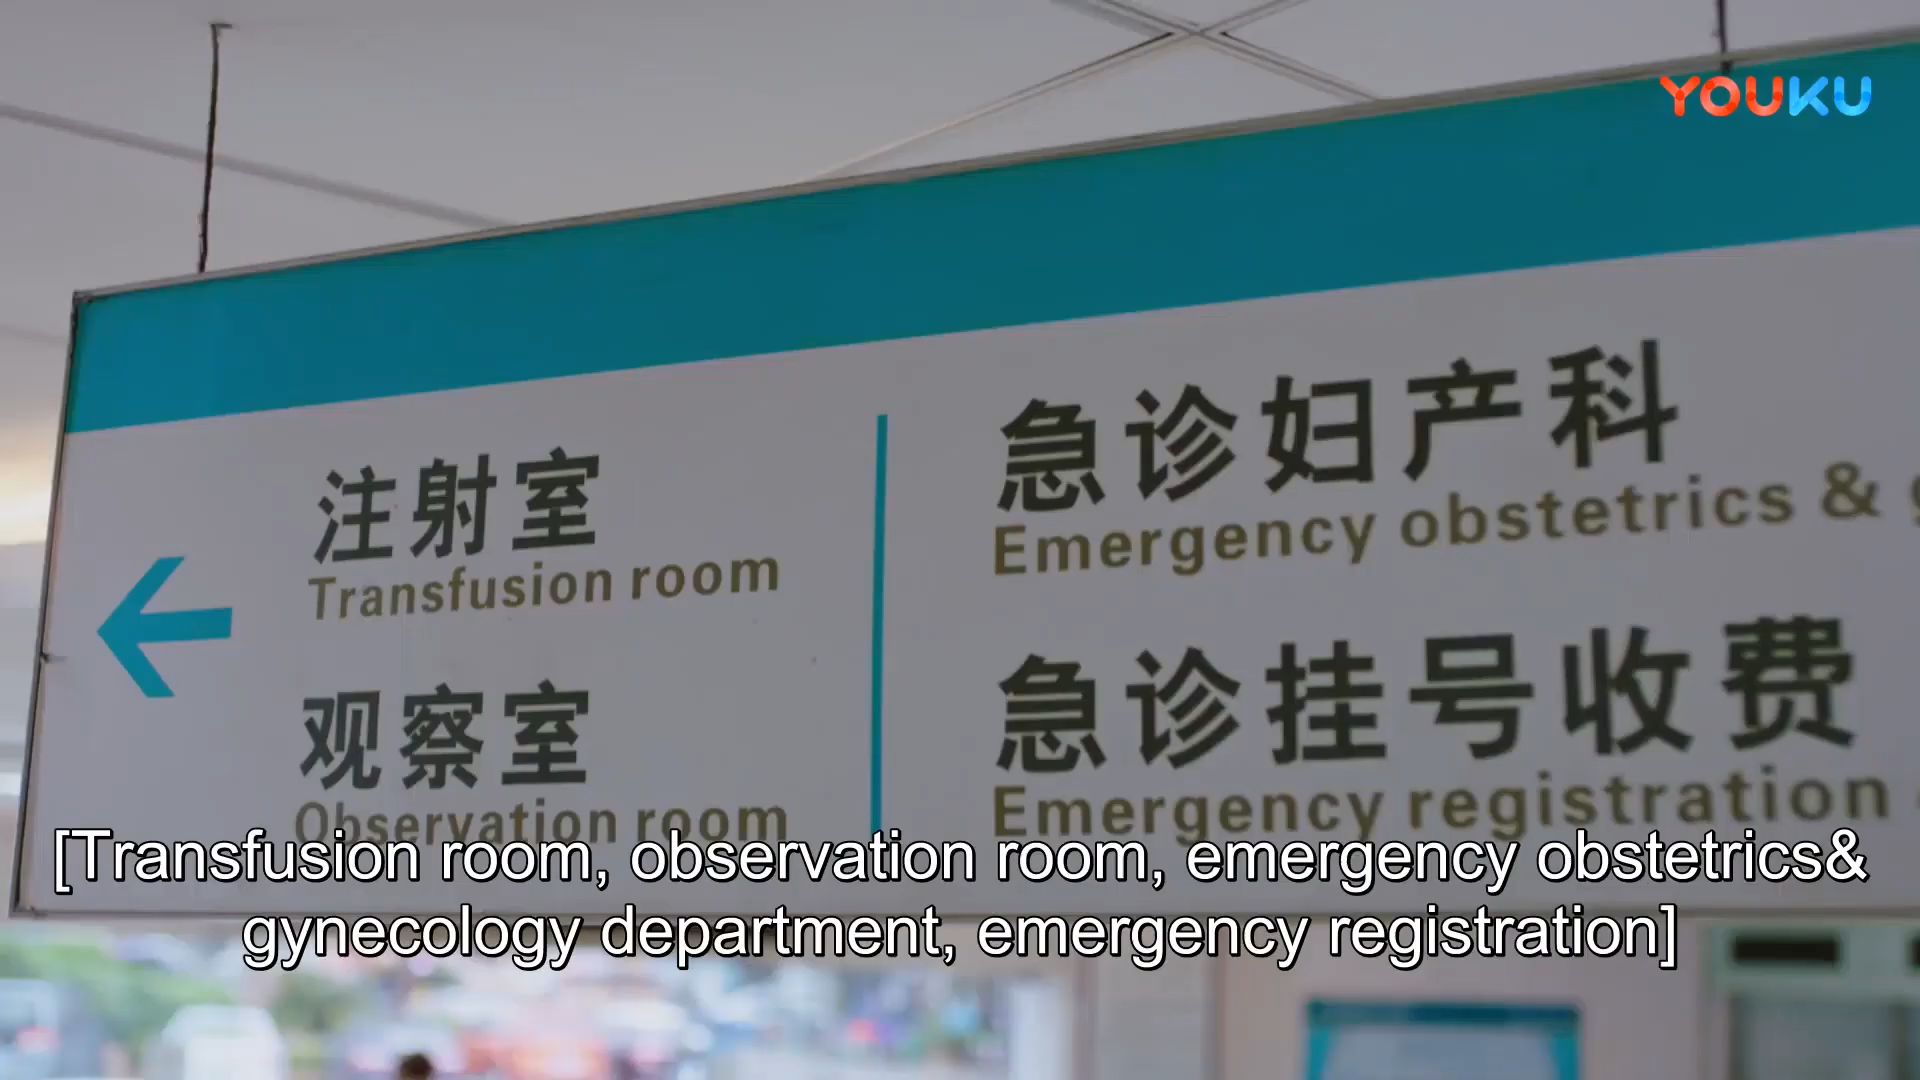 YOUKU
注射室
Transfusion room
观察室
Observation room
急诊妇产科
Emergency obstetrics &
急诊挂号收费
Emergency registration
[Transfusion room, observation room, emergency obstetrics&
gynecology department, emergency registration]